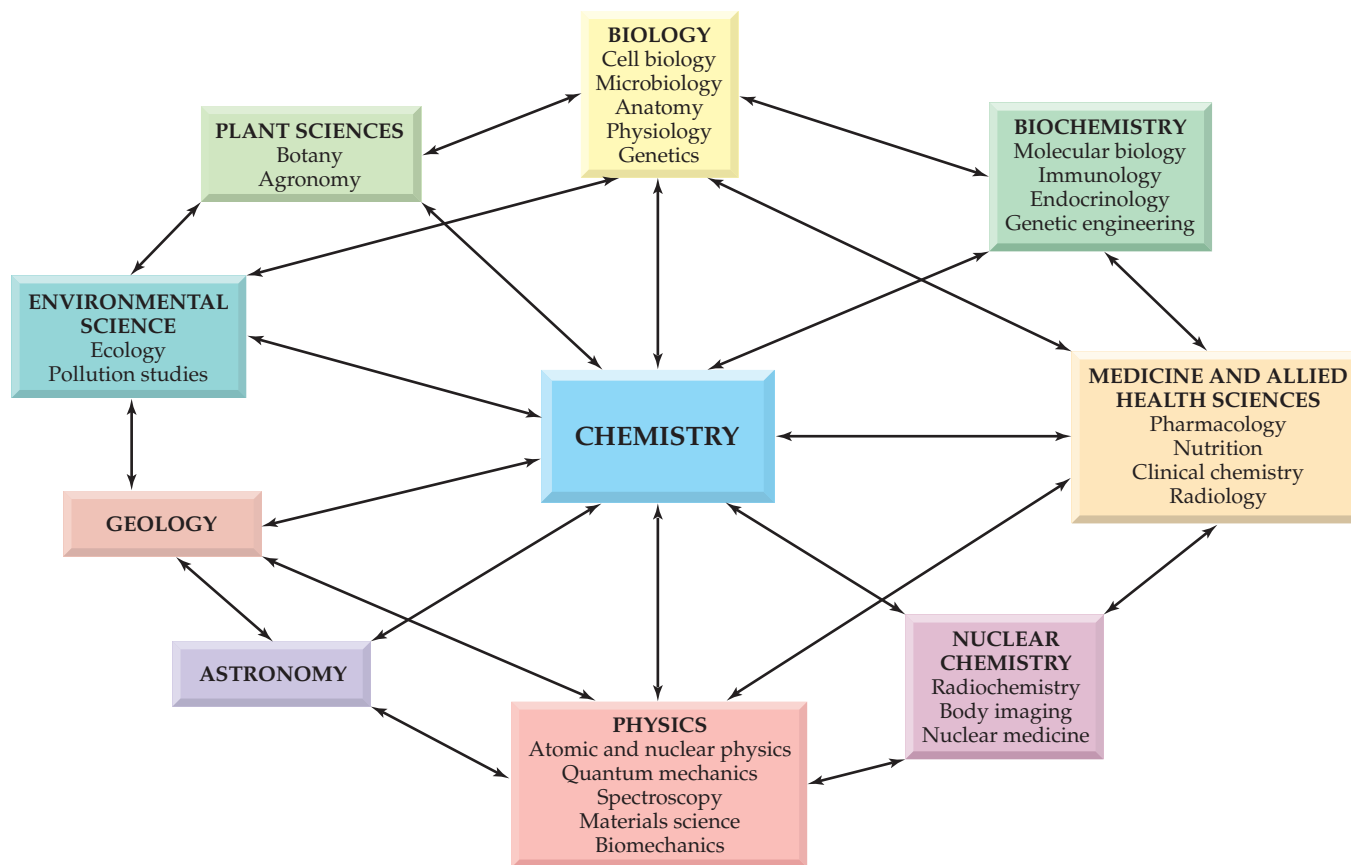 BIOLOGY
Cell biology
Microbiology
Anatomy
Physiology
Genetics
PLANT SCIENCES
Botany
Agronomy
BIOCHEMISTRY
Molecular biology
Immunology
Endocrinology
Genetic engineering
ENVIRONMENTAL
SCIENCE
Ecology
Pollution studies
CHEMISTRY
MEDICINE AND ALLIED
HEALTH SCIENCES
Pharmacology
Nutrition
Clinical chemistry
Radiology
GEOLOGY
ASTRONOMY
NUCLEAR
CHEMISTRY
Radiochemistry
Body imaging
Nuclear medicine
PHYSICS
Atomic and nuclear physics
Quantum mechanics
Spectroscopy
Materials science
Biomechanics